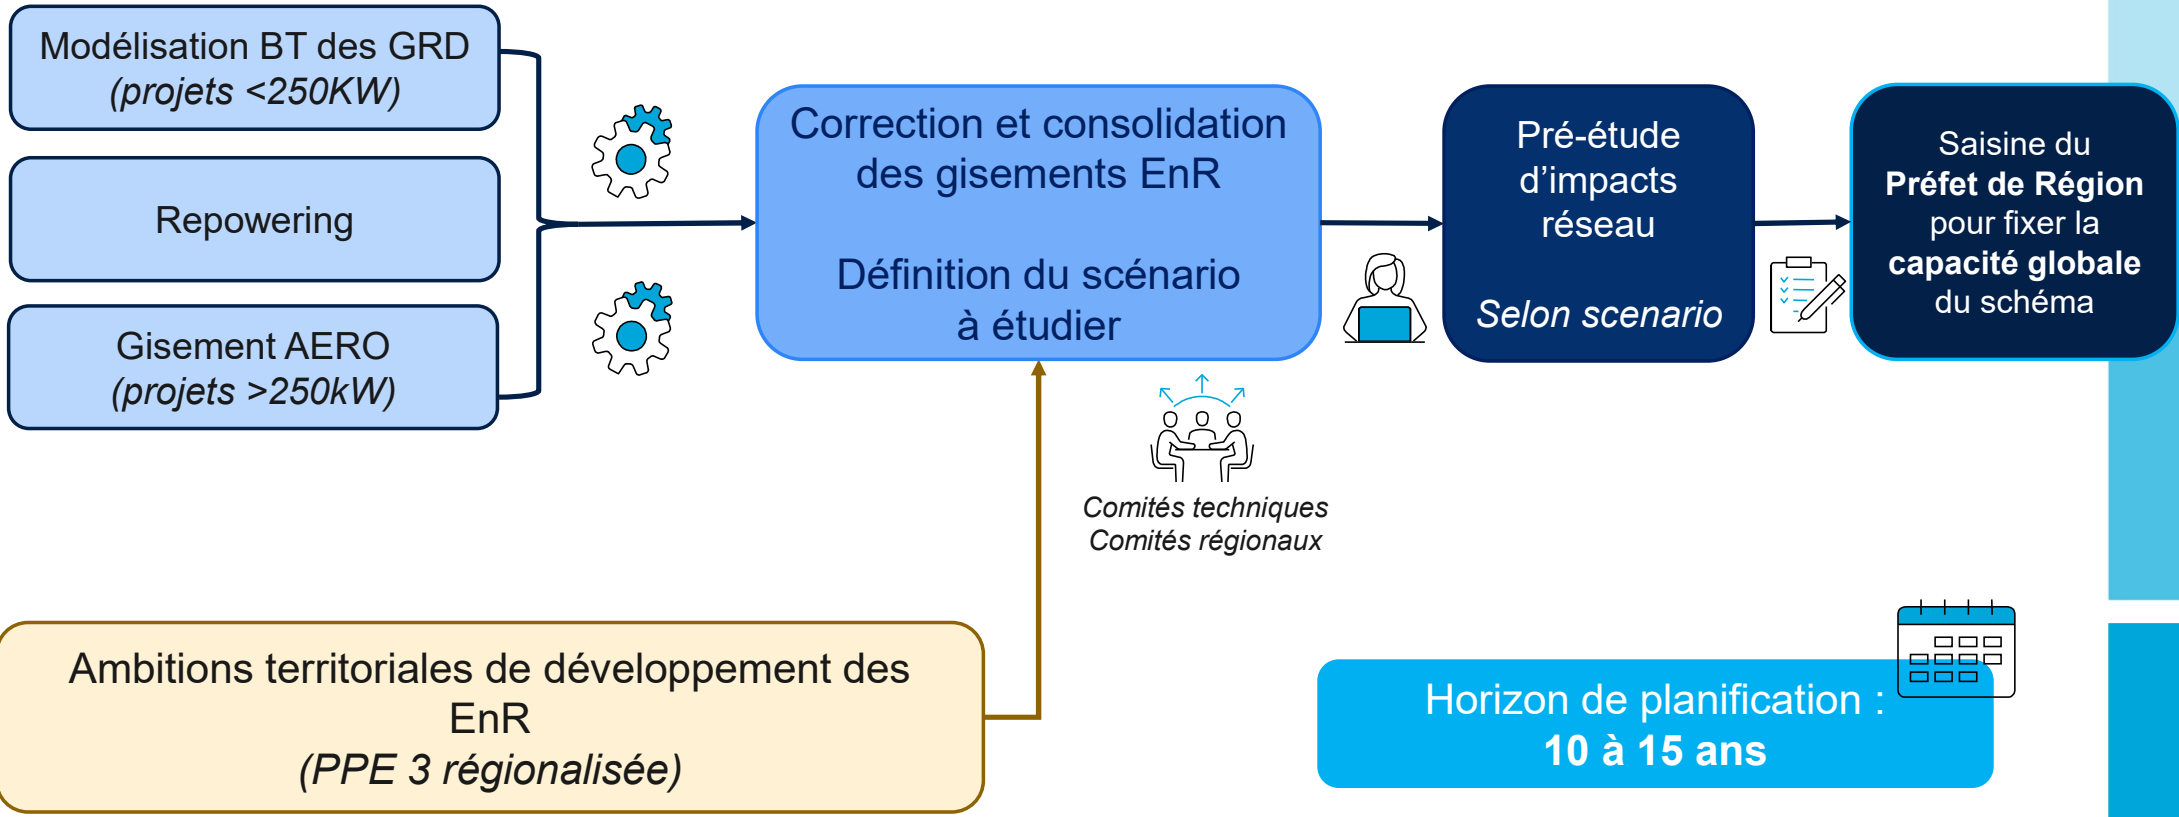 Modélisation BT des GRD
(projets <250KW)
Repowering
Gisement AERO
(projets >250kW)
Correction et consolidation
des gisements EnR
Définition du scénario
à étudier
Pré-étude
d’impacts
réseau
Selon scenario
Saisine du
Préfet de Région
pour fixer la
capacité globale
du schéma
Comités techniques
Comités régionaux
Ambitions territoriales de développement des
EnR
(PPE 3 régionalisée)
Horizon de planification :
10 à 15 ans